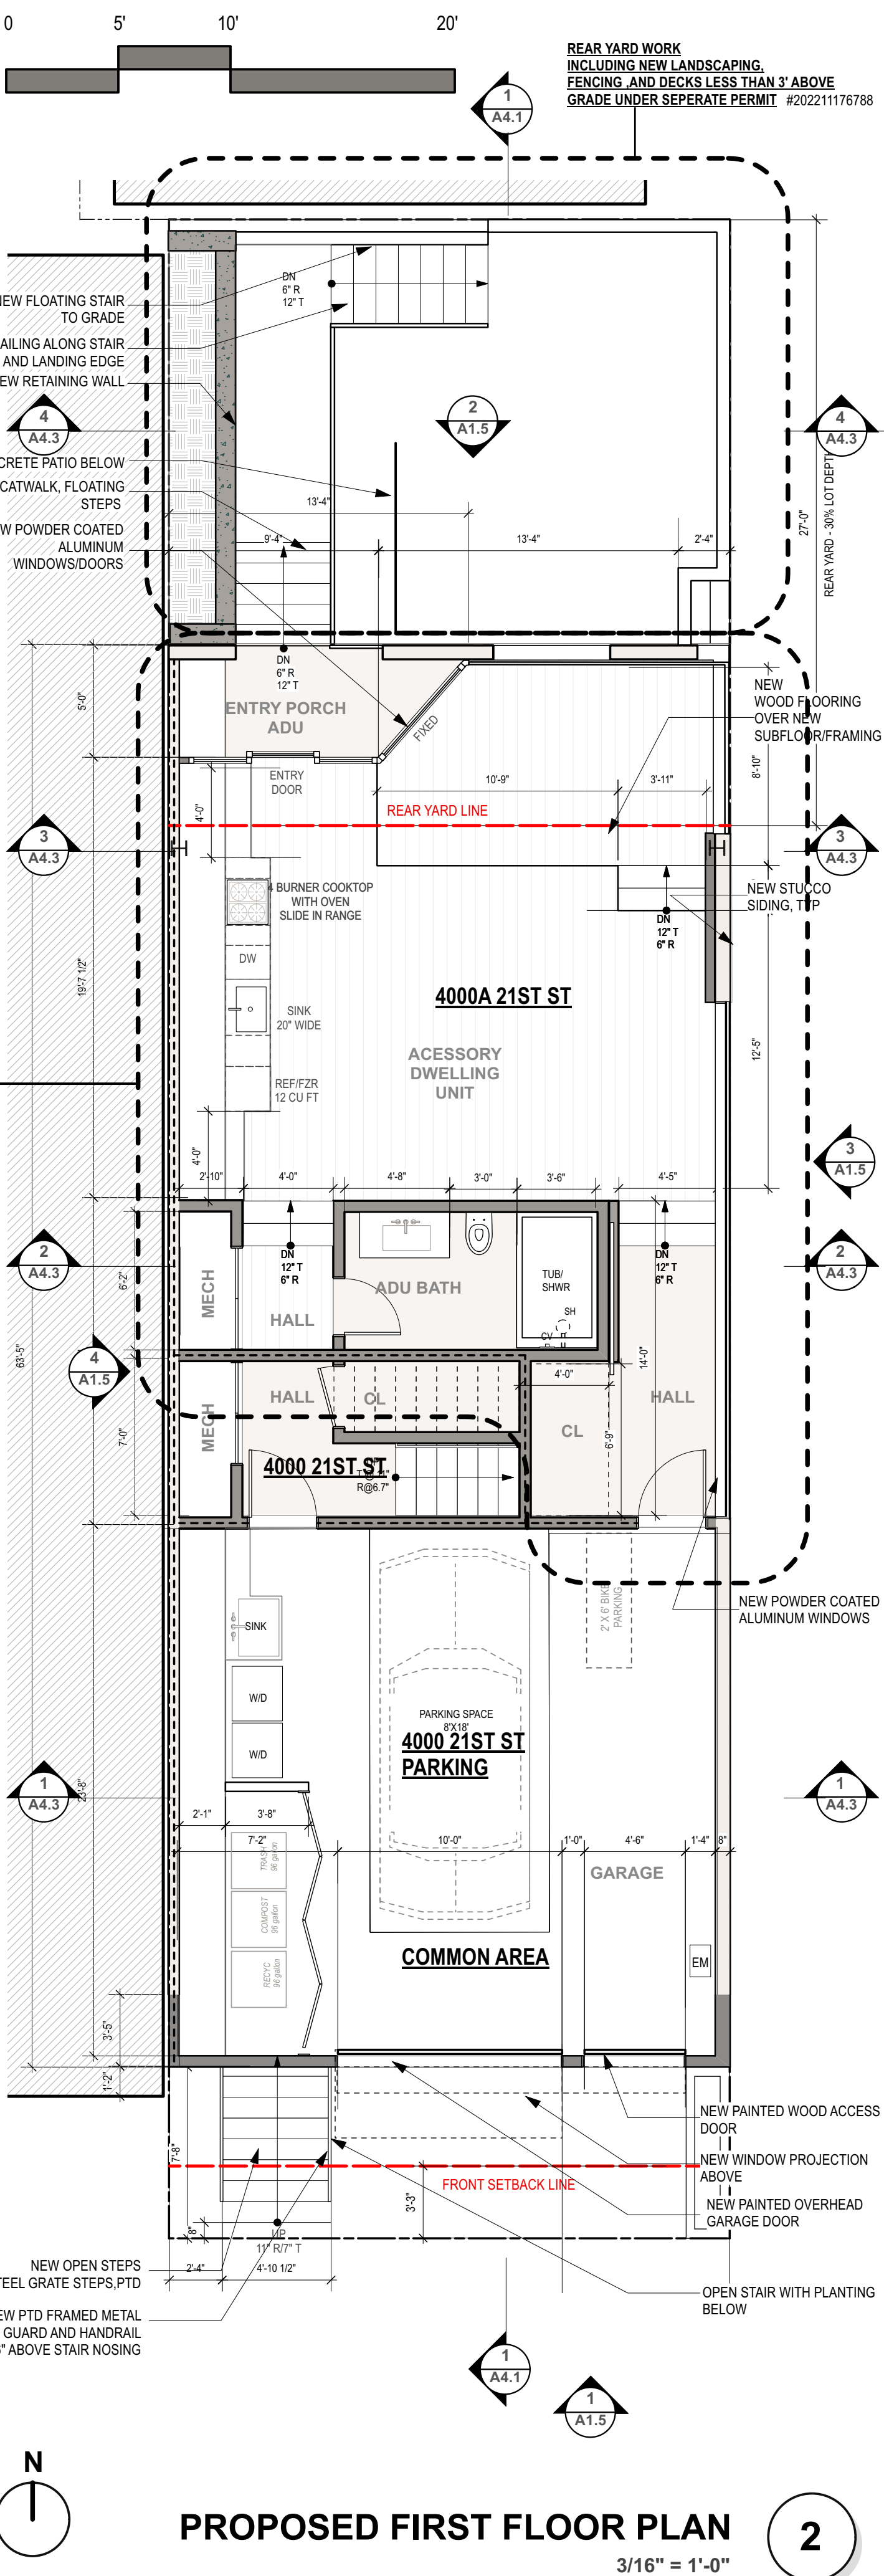 0 5' 10' 20'
REAR YARD WORK
INCLUDING NEW LANDSCAPING,
FENCING ,AND DECKS LESS THAN 3' ABOVE
GRADE UNDER SEPERATE PERMIT #202211176788
1
A4.1
DN
6" R
12" T
NEW FLOATING STAIR
TO GRADE
AILING ALONG STAIR
AND LANDING EDGE
EW RETAINING WALL
4
A4.3
2
A1.5
4
A4.3
CRETE PATIO BELOW
CATWALK, FLOATING
STEPS
13'-4"
W POWDER COATED
ALUMINUM
WINDOWS/DOORS
9'-4"
13'-4"
2'-4"
27'-0"
REAR YARD - 30% LOT DEPTH
DN
6" R
12" T
5'-0"
ENTRY PORCH
ADU
FIXED
NEW
WOOD FLOORING
OVER NEW
SUBFLOOR/FRAMING
8'-10"
ENTRY
DOOR
10'-9"
3'-11"
4'-0"
REAR YARD LINE
3
A4.3
3
A4.3
4 BURNER COOKTOP
WITH OVEN
SLIDE IN RANGE
NEW STUCCO
SIDING, TYP
DN
12" T
6" R
DW
19'-7 1/2"
4000A 21ST ST
SINK
20" WIDE
12'-5"
ACESSORY
DWELLING
UNIT
REF/FZR
12 CU FT
4'-0"
3
A1.5
2'-10"
4'-0"
4'-8"
3'-0"
3'-6"
4'-5"
2
A4.3
2
A4.3
6'-2"
MECH
DN
12" T
6" R
HALL
ADU BATH
TUB/
SHWR
SH
CV
DN
12" T
6" R
63'-5"
4
A1.5
14'-0"
4'-0"
7'-0"
MECH
HALL
CL
CL
6'-9"
HALL
4000 21ST ST
R@6.7"
NEW POWDER COATED
ALUMINUM WINDOWS
2' X 6' BIKE
PARKING
SINK
W/D
W/D
PARKING SPACE
8'X18'
4000 21ST ST
PARKING
1
A4.3
1
A4.3
23'-8"
2'-1"
3'-8"
7'-2"
10'-0"
1'-0"
4'-6"
1'-4"
8"
TRASH
96 gallon
COMPOST
96 gallon
RECYC
96 gallon
GARAGE
COMMON AREA
EM
3'-5"
1'-2"
7'-8"
NEW PAINTED WOOD ACCESS
DOOR
NEW WINDOW PROJECTION
ABOVE
FRONT SETBACK LINE
3'-3"
NEW PAINTED OVERHEAD
GARAGE DOOR
8"
UP
11" R/7" T
2'-4"
4'-10 1/2"
NEW OPEN STEPS
TEEL GRATE STEPS,PTD
OPEN STAIR WITH PLANTING
BELOW
EW PTD FRAMED METAL
GUARD AND HANDRAIL
" ABOVE STAIR NOSING
1
A4.1
1
A1.5
N
PROPOSED FIRST FLOOR PLAN
2
3/16" = 1'-0"